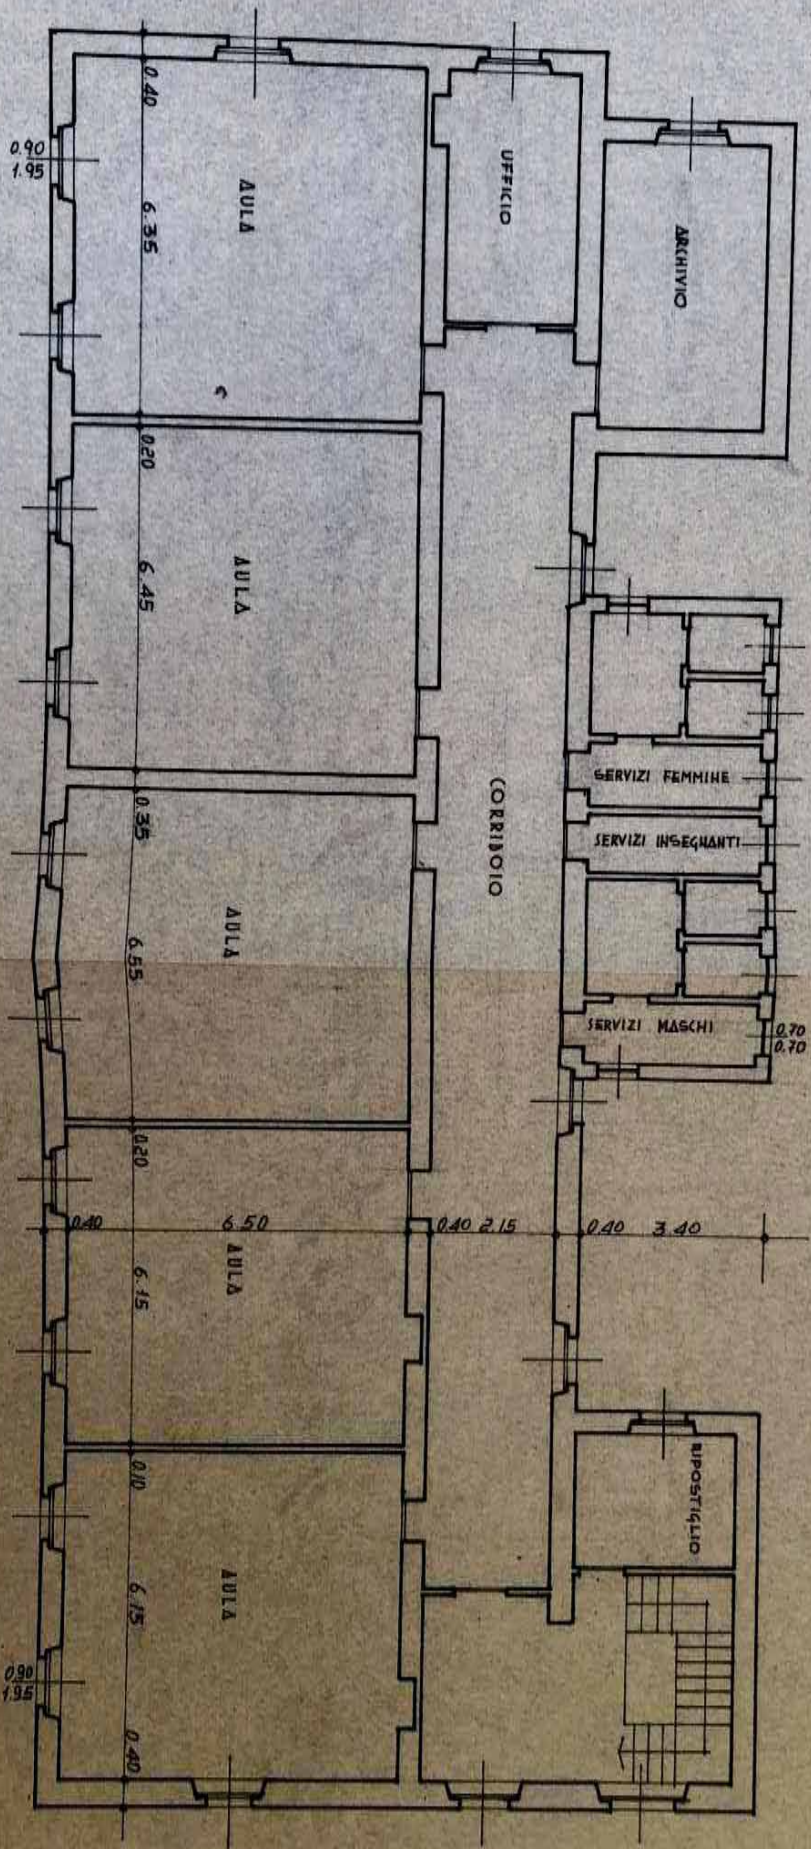 0.40
0.90
1.95
6.35
AULA
UFFICIO
ARCHIVIO
0.20
6.45
AULA
CORRIDOIO
SERVIZI FEMMINE
SERVIZI INSEGNANTI
SERVIZI MASCHI
0.70
0.70
0.35
6.55
AULA
0.20
0.40 6.50 0.40 2.15 0.40 3.40
6.15
AULA
RIPOSTIGLIO
0.10
6.15
AULA
0.90
1.95
0.40